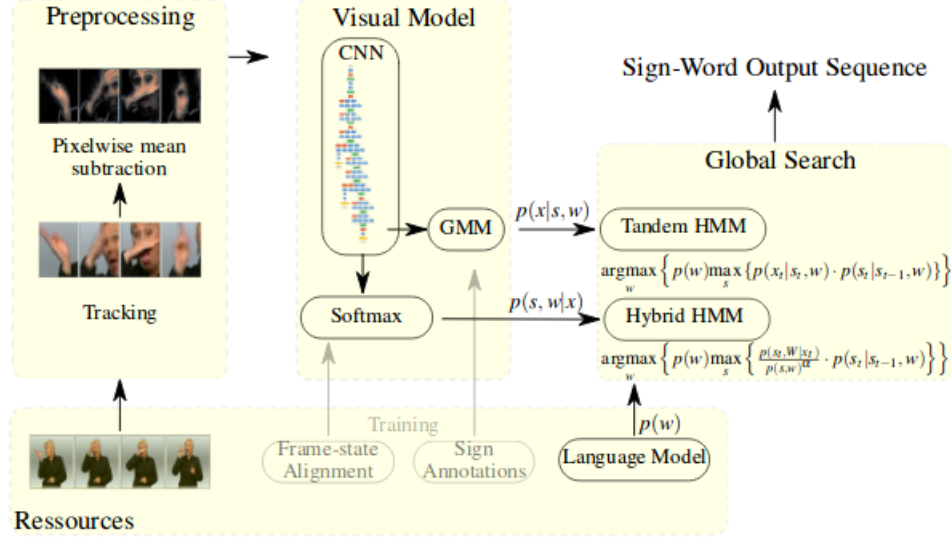 Preprocessing
Pixelwise mean
subtraction
Tracking
Visual Model
CNN
GMM
Softmax
p(x|s, w)
p(s, w|x)
Sign-Word Output Sequence
Global Search
Tandem HMM
argmax_w { p(w) max_s {p(x_t|s_t, w) · p(s_t|s_{t−1}, w)} }
Hybrid HMM
argmax_w { p(w) max_s { p(s_t, W|x_t) / p(s,w)^α · p(s_t|s_{t−1}, w) } }
Training
Frame-state
Alignment
Sign
Annotations
p(w)
Language Model
Ressources